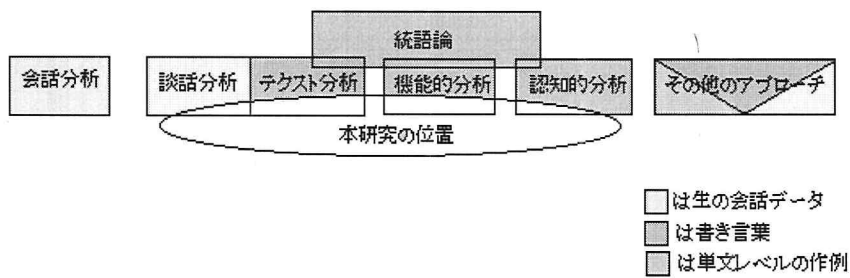 統語論
会話分析 談話分析 テクスト分析 機能的分析 認知的分析 その他のアプローチ
本研究の位置
は生の会話データ
は書き言葉
は単文レベルの作例